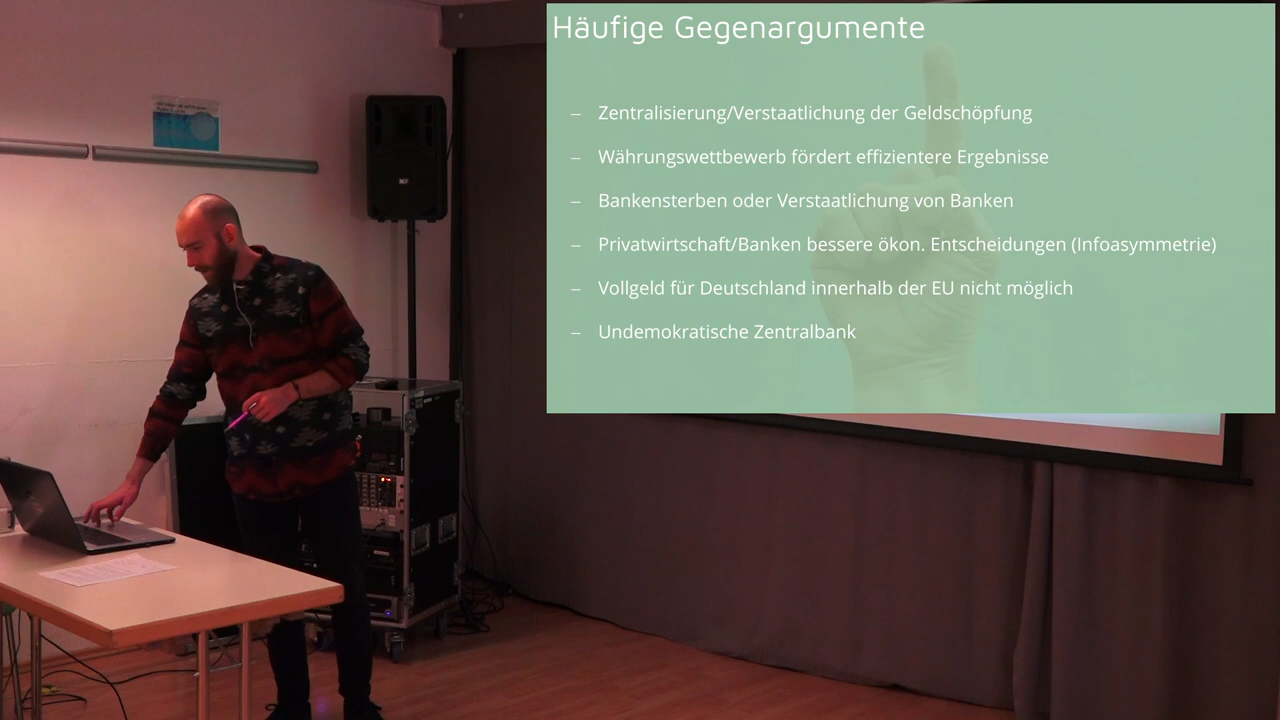 Häufige Gegenargumente
– Zentralisierung/Verstaatlichung der Geldschöpfung
– Währungswettbewerb fördert effizientere Ergebnisse
– Bankensterben oder Verstaatlichung von Banken
– Privatwirtschaft/Banken bessere ökon. Entscheidungen (Infoasymmetrie)
– Vollgeld für Deutschland innerhalb der EU nicht möglich
– Undemokratische Zentralbank